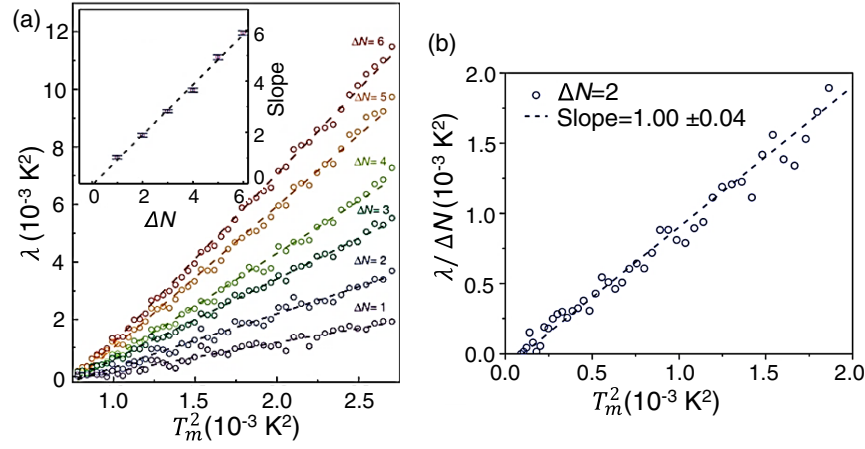 (a)
12
10
8
6
4
2
0
λ (10⁻³ K²)
1.0 1.5 2.0 2.5
T²ₘ(10⁻³ K²)
ΔN= 6
ΔN= 5
ΔN= 4
ΔN= 3
ΔN= 2
ΔN= 1
6
4
2
0
Slope
0 2 4 6
ΔN
(b)
2.0
1.5
1.0
0.5
0.0
λ/ ΔN (10⁻³ K²)
ΔN=2
Slope=1.00 ±0.04
0.0 0.5 1.0 1.5 2.0
T²ₘ(10⁻³ K²)